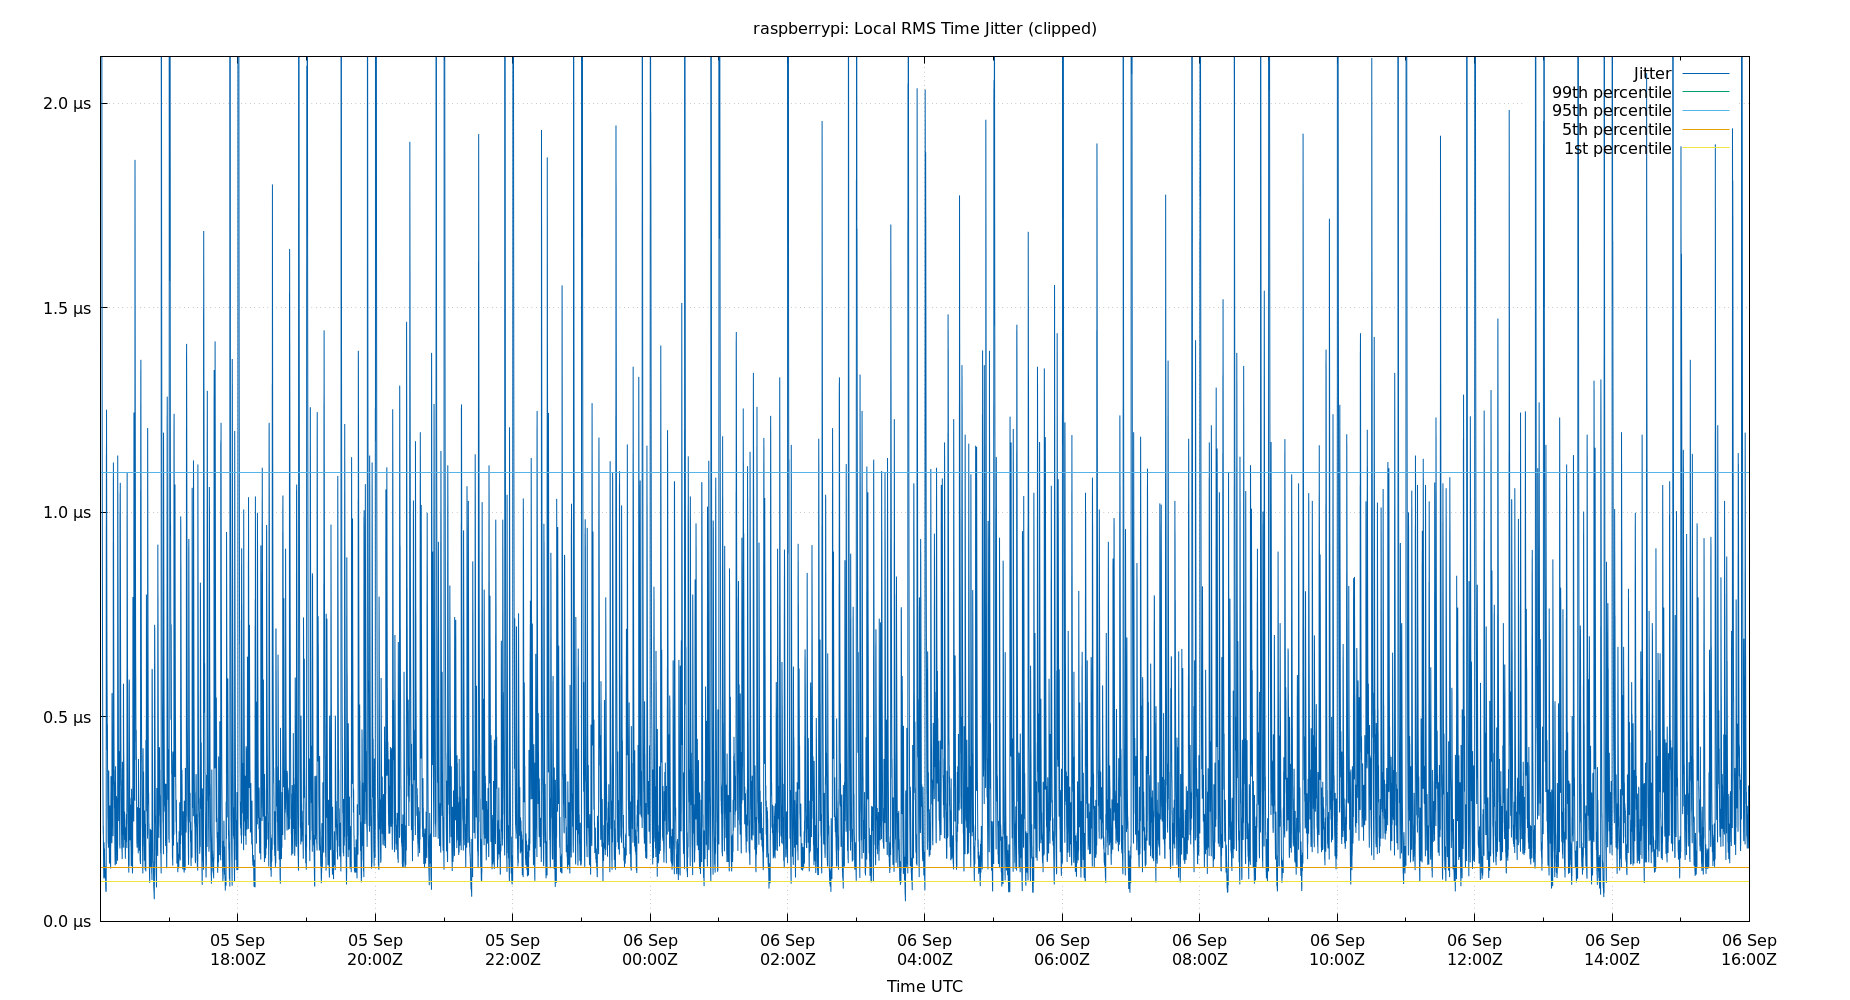 raspberrypi: Local RMS Time Jitter (clipped)
Jitter
99th percentile
95th percentile
5th percentile
1st percentile
2.0 µs
1.5 µs
1.0 µs
0.5 µs
0.0 µs
05 Sep 05 Sep 05 Sep 06 Sep 06 Sep 06 Sep 06 Sep 06 Sep 06 Sep 06 Sep 06 Sep 06 Sep
18:00Z 20:00Z 22:00Z 00:00Z 02:00Z 04:00Z 06:00Z 08:00Z 10:00Z 12:00Z 14:00Z 16:00Z
Time UTC